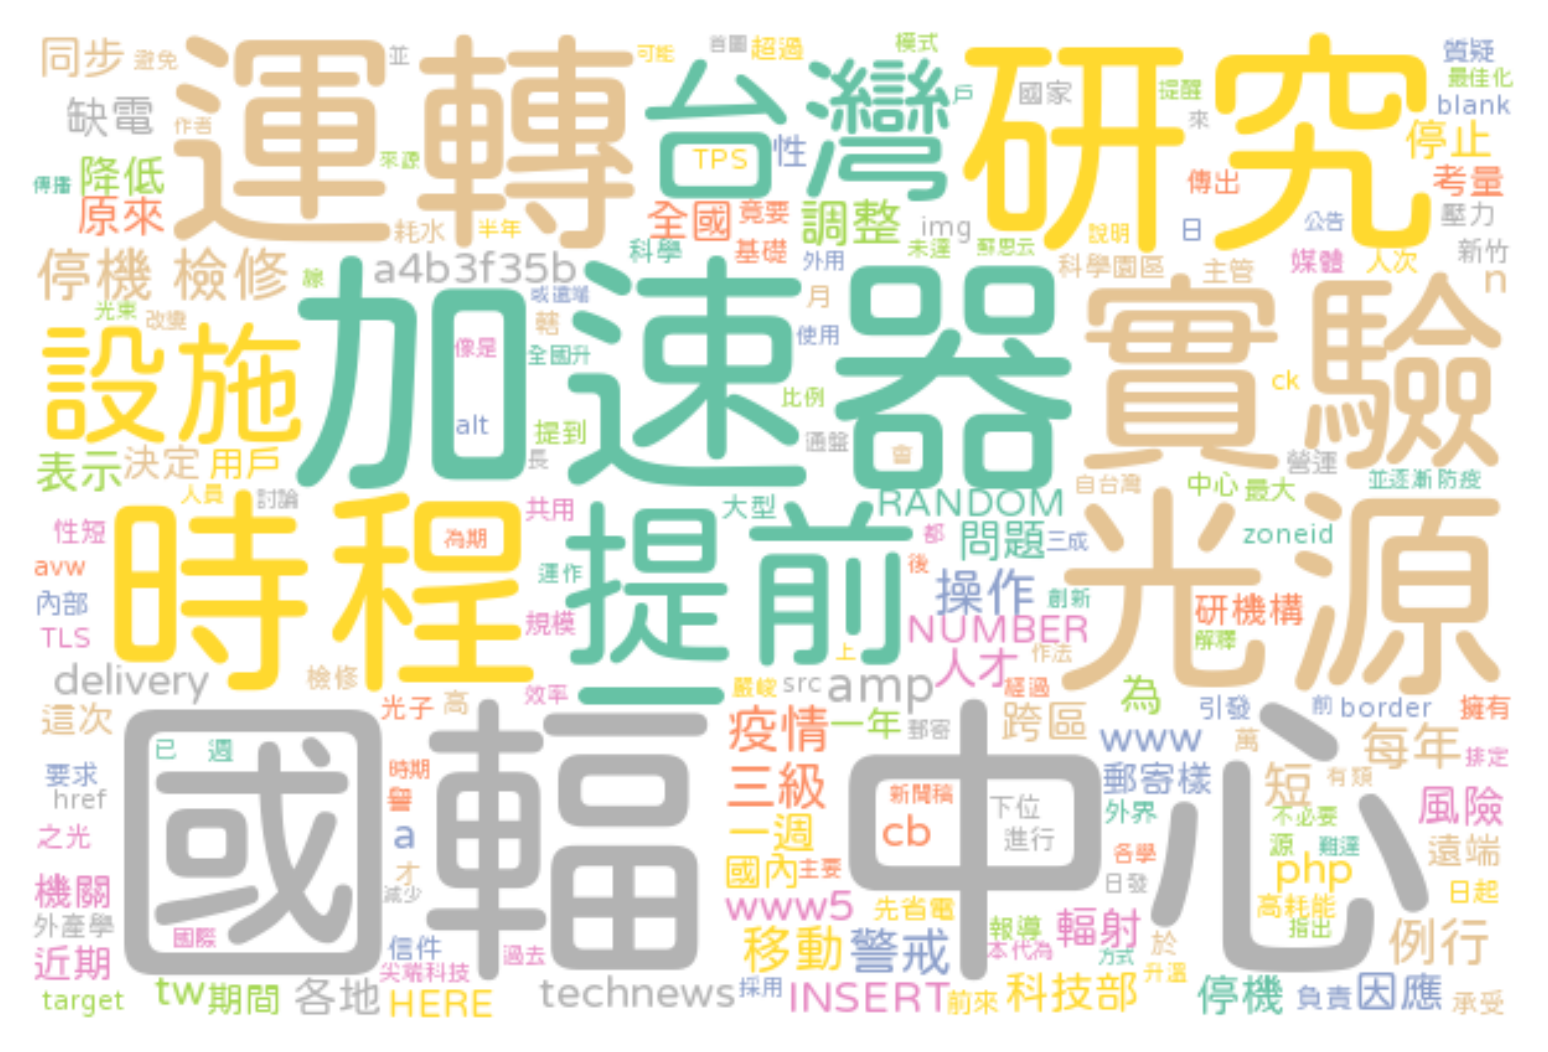 同步 避免 並 可能 首圖 超過 模式 質疑
最佳化
缺電 作者 運轉 台灣 戶 國家 研究 提醒 來 blank
停止
TPS 性
傳播 降低 來源 傳出 考量
原來 耗水 半年 全國 竟要 調整 img 說明 日 公告 壓力
科學 基礎 外用 未達 蘇思云 科學園區 主管 媒體 人次 新竹
停機 檢修 線 a4b3f35b n
光束 改變 或遠端 轄 月
設施 加速器 實驗
像是 全國升 使用 ck
alt 提到 比例
表示 決定 用戶 長 通盤 會 營運
人員 討論 自台灣 中心 最大 並逐漸 防疫
性短 時程 為期 共用 大型 RANDOM 光源
提前 都 問題 三成 zoneid
avw 運作 後
內部 操作 創新 研機構
TLS 規模 NUMBER 解釋
delivery 檢修 上 人才 作法
效率 嚴峻 src amp 經過
這次 光子 高 疫情 一年 郵寄 跨區 為 引發 前 border 擁有
國輻中心
已 週 www 萬 每年 排定
要求 時期 三級 郵寄樣 短 有類
href 新聞稿 下位 外界 不必要 風險
之光 a 一週 cb 進行 源 難達 遠端
各學
機關 才 減少 國內 主要 日發 php 日起
外產學 www5 先省電 高耗能
國際 報導 輻射 指出
近期 信件 過去 移動 警戒 本代為 方式 於 例行
尖端科技 升溫
target tw 期間 各地 HERE technews 採用 INSERT 前來 科技部 停機 負責 因應 承受